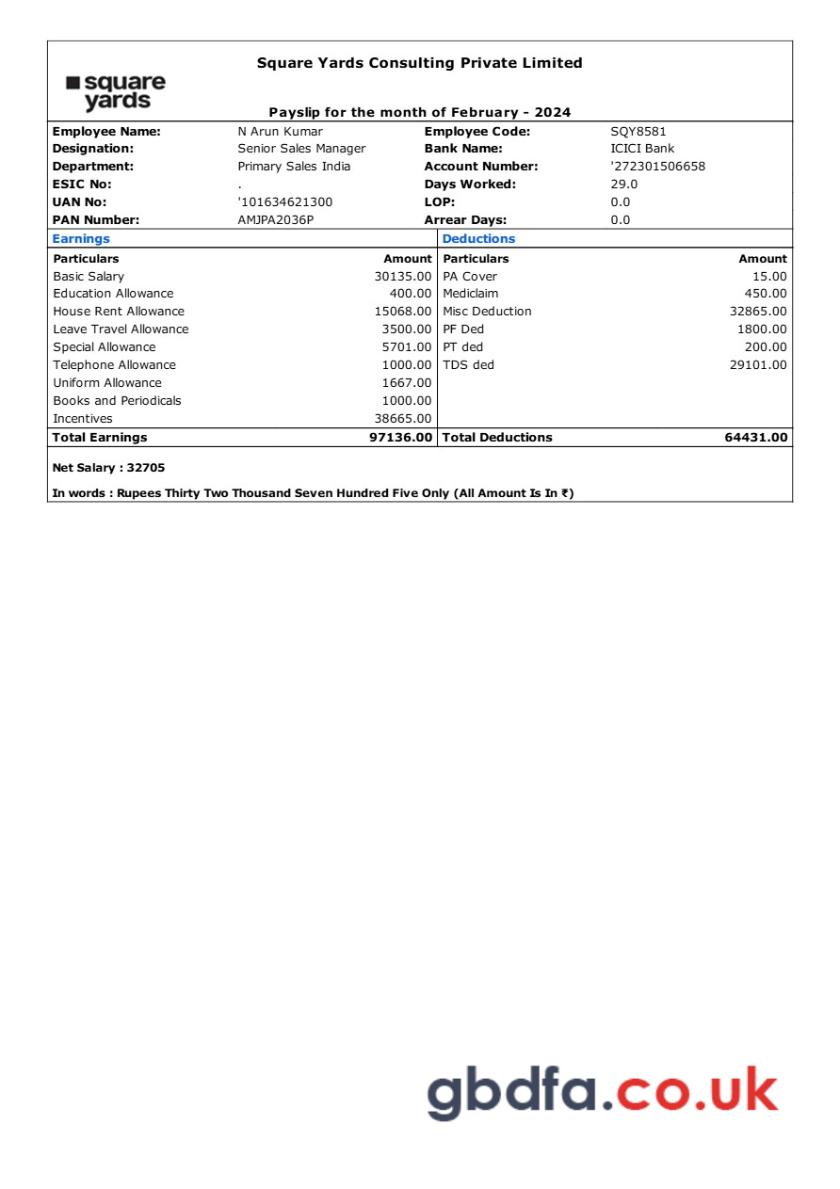 Square Yards Consulting Private Limited
square
yards
Payslip for the month of February - 2024
Employee Name: N Arun Kumar Employee Code: SQY8581
Designation: Senior Sales Manager Bank Name: ICICI Bank
Department: Primary Sales India Account Number: '272301506658
ESIC No: . Days Worked: 29.0
UAN No: '101634621300 LOP: 0.0
PAN Number: AMJPA2036P Arrear Days: 0.0
Earnings Deductions
Particulars Amount Particulars Amount
Basic Salary 30135.00 PA Cover 15.00
Education Allowance 400.00 Mediclaim 450.00
House Rent Allowance 15068.00 Misc Deduction 32865.00
Leave Travel Allowance 3500.00 PF Ded 1800.00
Special Allowance 5701.00 PT ded 200.00
Telephone Allowance 1000.00 TDS ded 29101.00
Uniform Allowance 1667.00
Books and Periodicals 1000.00
Incentives 38665.00
Total Earnings 97136.00 Total Deductions 64431.00
Net Salary : 32705
In words : Rupees Thirty Two Thousand Seven Hundred Five Only (All Amount Is In ₹)
gbdfa.co.uk